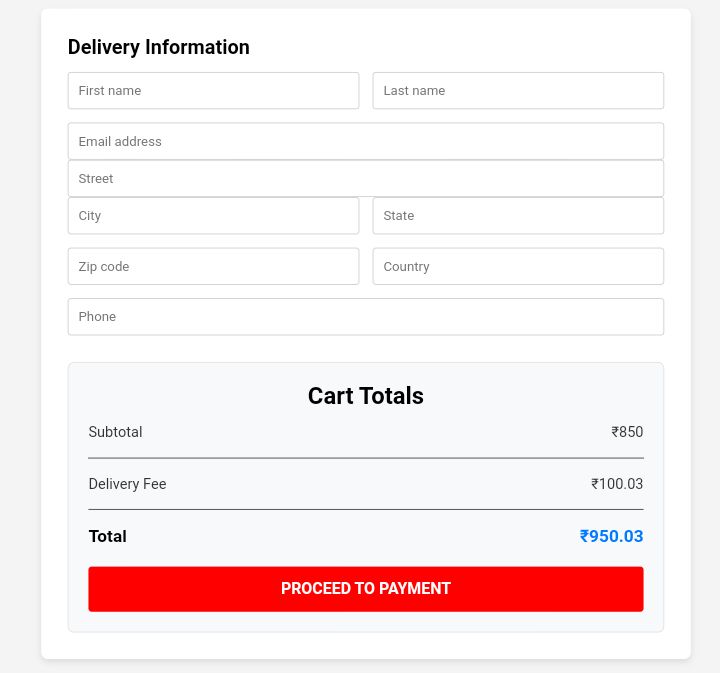 Delivery Information
First name
Last name
Email address
Street
City
State
Zip code
Country
Phone
Cart Totals
Subtotal ₹850
Delivery Fee ₹100.03
Total ₹950.03
PROCEED TO PAYMENT